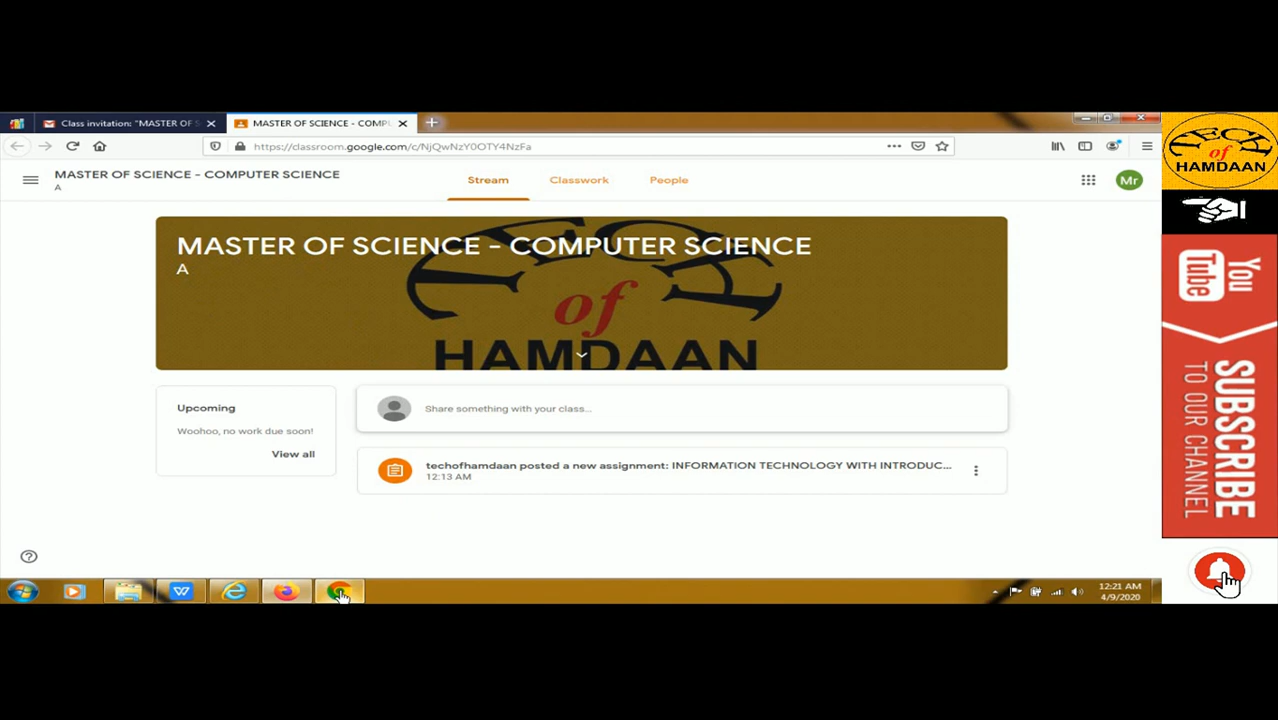 Class invitation: "MASTER OF S
MASTER OF SCIENCE - COMPU
https://classroom.google.com/c/NjQwNzY0OTY4NzFa
MASTER OF SCIENCE - COMPUTER SCIENCE
A
Stream
Classwork
People
Mr
MASTER OF SCIENCE - COMPUTER SCIENCE
A
TECH
of
HAMDAAN
Upcoming
Woohoo, no work due soon!
View all
Share something with your class...
techofhamdaan posted a new assignment: INFORMATION TECHNOLOGY WITH INTRODUC...
12:13 AM
12:21 AM
4/9/2020
TECH
of
HAMDAAN
You
Tube
SUBSCRIBE
TO OUR CHANNEL